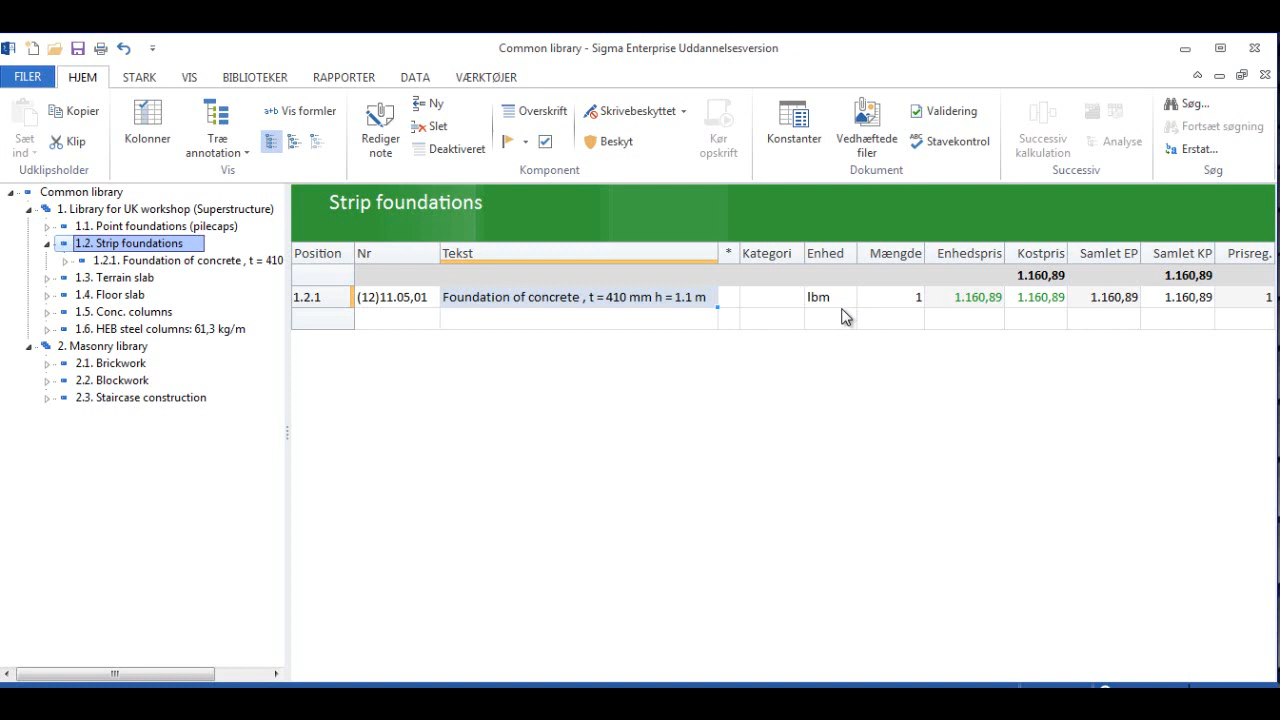 Common library - Sigma Enterprise Uddannelsesversion
FILER HJEM STARK VIS BIBLIOTEKER RAPPORTER DATA VÆRKTØJER
Sæt ind Kopier Klip
Udklipsholder
Kolonner Træ annotation Vis formler
Vis
Rediger note Ny Slet Deaktiveret Overskrift Skrivebeskyttet Beskyt Kør opskrift
Komponent
Konstanter Vedhæftede filer Validering Stavekontrol
Dokument
Successiv kalkulation Analyse
Successiv
Søg... Fortsæt søgning Erstat...
Søg
Common library
1. Library for UK workshop (Superstructure)
1.1. Point foundations (pilecaps)
1.2. Strip foundations
1.2.1. Foundation of concrete , t = 410
1.3. Terrain slab
1.4. Floor slab
1.5. Conc. columns
1.6. HEB steel columns: 61,3 kg/m
2. Masonry library
2.1. Brickwork
2.2. Blockwork
2.3. Staircase construction
Strip foundations
Position Nr Tekst * Kategori Enhed Mængde Enhedspris Kostpris Samlet EP Samlet KP Prisreg.
1.160,89 1.160,89
1.2.1 (12)11.05,01 Foundation of concrete , t = 410 mm h = 1.1 m lbm 1 1.160,89 1.160,89 1.160,89 1.160,89 1